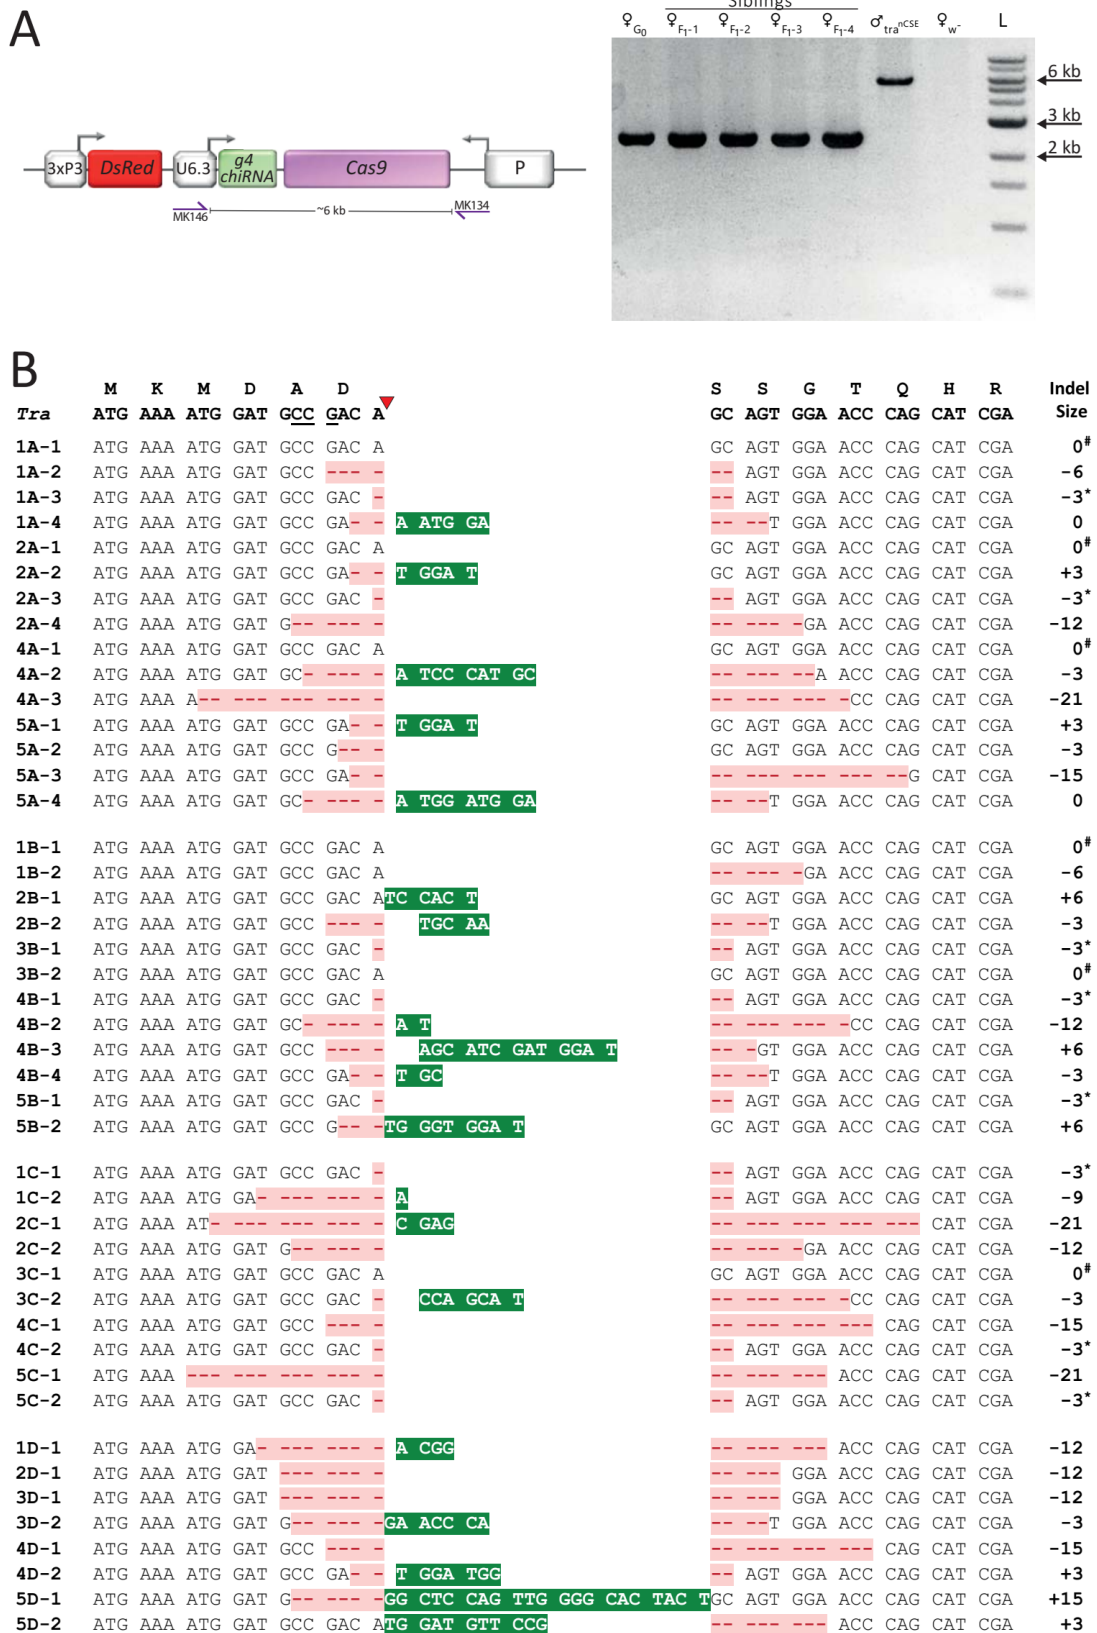 A
Siblings
♀G0 ♀F1-1 ♀F1-2 ♀F1-3 ♀F1-4 ♂tra^nCSE ♀w- L
6 kb
3 kb
2 kb
3xP3 DsRed U6.3 g4 chiRNA Cas9 P
MK146 ~6 kb MK134
B
M K M D A D S S G T Q H R Indel Size
Tra ATG AAA ATG GAT GCC GACA GC AGT GGA ACC CAG CAT CGA
1A-1 ATG AAA ATG GAT GCC GAC A GC AGT GGA ACC CAG CAT CGA 0#
1A-2 ATG AAA ATG GAT GCC --- - -- AGT GGA ACC CAG CAT CGA -6
1A-3 ATG AAA ATG GAT GCC GAC - -- AGT GGA ACC CAG CAT CGA -3*
1A-4 ATG AAA ATG GAT GCC GA- - A ATG GA -- --T GGA ACC CAG CAT CGA 0
2A-1 ATG AAA ATG GAT GCC GAC A GC AGT GGA ACC CAG CAT CGA 0#
2A-2 ATG AAA ATG GAT GCC GA- - T GGA T GC AGT GGA ACC CAG CAT CGA +3
2A-3 ATG AAA ATG GAT GCC GAC - -- AGT GGA ACC CAG CAT CGA -3*
2A-4 ATG AAA ATG GAT G-- --- - -- --- -GA ACC CAG CAT CGA -12
4A-1 ATG AAA ATG GAT GCC GAC A GC AGT GGA ACC CAG CAT CGA 0#
4A-2 ATG AAA ATG GAT GC- --- - A TCC CAT GC -- --- --A ACC CAG CAT CGA -3
4A-3 ATG AAA A-- --- --- --- - -- --- --- -CC CAG CAT CGA -21
5A-1 ATG AAA ATG GAT GCC GA- - T GGA T GC AGT GGA ACC CAG CAT CGA +3
5A-2 ATG AAA ATG GAT GCC G-- - GC AGT GGA ACC CAG CAT CGA -3
5A-3 ATG AAA ATG GAT GCC GA- - -- --- --- --- --G CAT CGA -15
5A-4 ATG AAA ATG GAT GC- --- - A TGG ATG GA -- --T GGA ACC CAG CAT CGA 0
1B-1 ATG AAA ATG GAT GCC GAC A GC AGT GGA ACC CAG CAT CGA 0#
1B-2 ATG AAA ATG GAT GCC GAC A -- --- -GA ACC CAG CAT CGA -6
2B-1 ATG AAA ATG GAT GCC GAC ATC CAC T GC AGT GGA ACC CAG CAT CGA +6
2B-2 ATG AAA ATG GAT GCC --- - TGC AA -- --T GGA ACC CAG CAT CGA -3
3B-1 ATG AAA ATG GAT GCC GAC - -- AGT GGA ACC CAG CAT CGA -3*
3B-2 ATG AAA ATG GAT GCC GAC A GC AGT GGA ACC CAG CAT CGA 0#
4B-1 ATG AAA ATG GAT GCC GAC - -- AGT GGA ACC CAG CAT CGA -3*
4B-2 ATG AAA ATG GAT GC- --- - A T -- --- --- -CC CAG CAT CGA -12
4B-3 ATG AAA ATG GAT GCC --- - AGC ATC GAT GGA T -- -GT GGA ACC CAG CAT CGA +6
4B-4 ATG AAA ATG GAT GCC GA- - T GC -- --T GGA ACC CAG CAT CGA -3
5B-1 ATG AAA ATG GAT GCC GAC - -- AGT GGA ACC CAG CAT CGA -3*
5B-2 ATG AAA ATG GAT GCC G-- -TG GGT GGA T GC AGT GGA ACC CAG CAT CGA +6
1C-1 ATG AAA ATG GAT GCC GAC - -- AGT GGA ACC CAG CAT CGA -3*
1C-2 ATG AAA ATG GA- --- --- - A -- AGT GGA ACC CAG CAT CGA -9
2C-1 ATG AAA AT- --- --- --- - C GAG -- --- --- --- --- CAT CGA -21
2C-2 ATG AAA ATG GAT G-- --- - -- --- -GA ACC CAG CAT CGA -12
3C-1 ATG AAA ATG GAT GCC GAC A GC AGT GGA ACC CAG CAT CGA 0#
3C-2 ATG AAA ATG GAT GCC GAC - CCA GCA T -- --- --- -CC CAG CAT CGA -3
4C-1 ATG AAA ATG GAT GCC --- - -- --- --- --- CAG CAT CGA -15
4C-2 ATG AAA ATG GAT GCC GAC - -- AGT GGA ACC CAG CAT CGA -3*
5C-1 ATG AAA --- --- --- --- - -- --- --- ACC CAG CAT CGA -21
5C-2 ATG AAA ATG GAT GCC GAC - -- AGT GGA ACC CAG CAT CGA -3*
1D-1 ATG AAA ATG GA- --- --- - A CGG -- --- --- ACC CAG CAT CGA -12
2D-1 ATG AAA ATG GAT --- --- - -- --- GGA ACC CAG CAT CGA -12
3D-1 ATG AAA ATG GAT --- --- - -- --- GGA ACC CAG CAT CGA -12
3D-2 ATG AAA ATG GAT G-- --- -GA ACC CA -- --T GGA ACC CAG CAT CGA -3
4D-1 ATG AAA ATG GAT GCC --- - -- --- --- --- CAG CAT CGA -15
4D-2 ATG AAA ATG GAT GCC GA- - T GGA TGG -- AGT GGA ACC CAG CAT CGA +3
5D-1 ATG AAA ATG GAT G-- --- -GG CTC CAG TTG GGG CAC TAC TGC AGT GGA ACC CAG CAT CGA +15
5D-2 ATG AAA ATG GAT GCC GAC ATG GAT GTT CCG -- --- --- ACC CAG CAT CGA +3